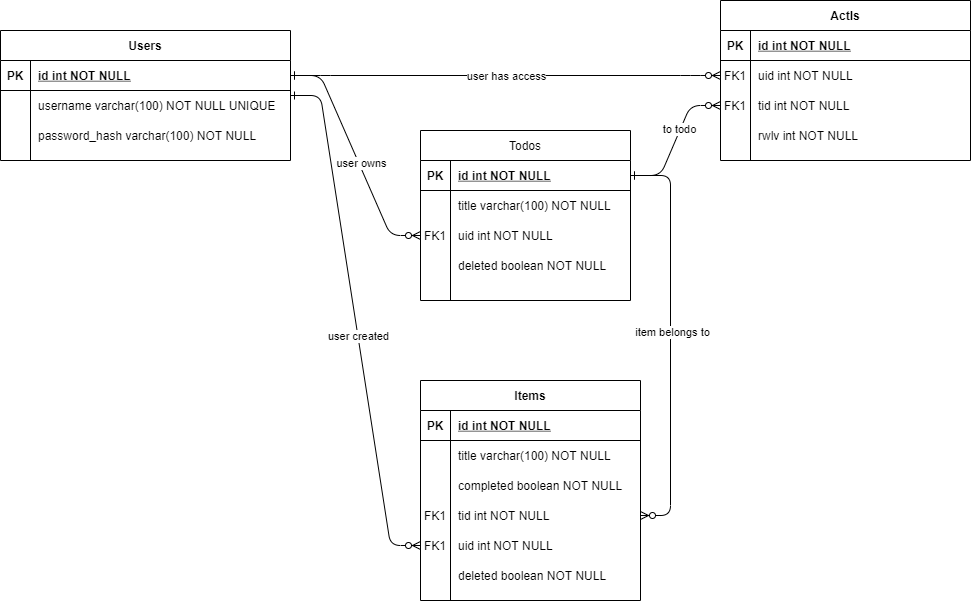 Users
PK id int NOT NULL
username varchar(100) NOT NULL UNIQUE
password_hash varchar(100) NOT NULL
user has access
user owns
user created
Actls
PK id int NOT NULL
FK1 uid int NOT NULL
FK1 tid int NOT NULL
rwlv int NOT NULL
to todo
Todos
PK id int NOT NULL
title varchar(100) NOT NULL
FK1 uid int NOT NULL
deleted boolean NOT NULL
item belongs to
Items
PK id int NOT NULL
title varchar(100) NOT NULL
completed boolean NOT NULL
FK1 tid int NOT NULL
FK1 uid int NOT NULL
deleted boolean NOT NULL